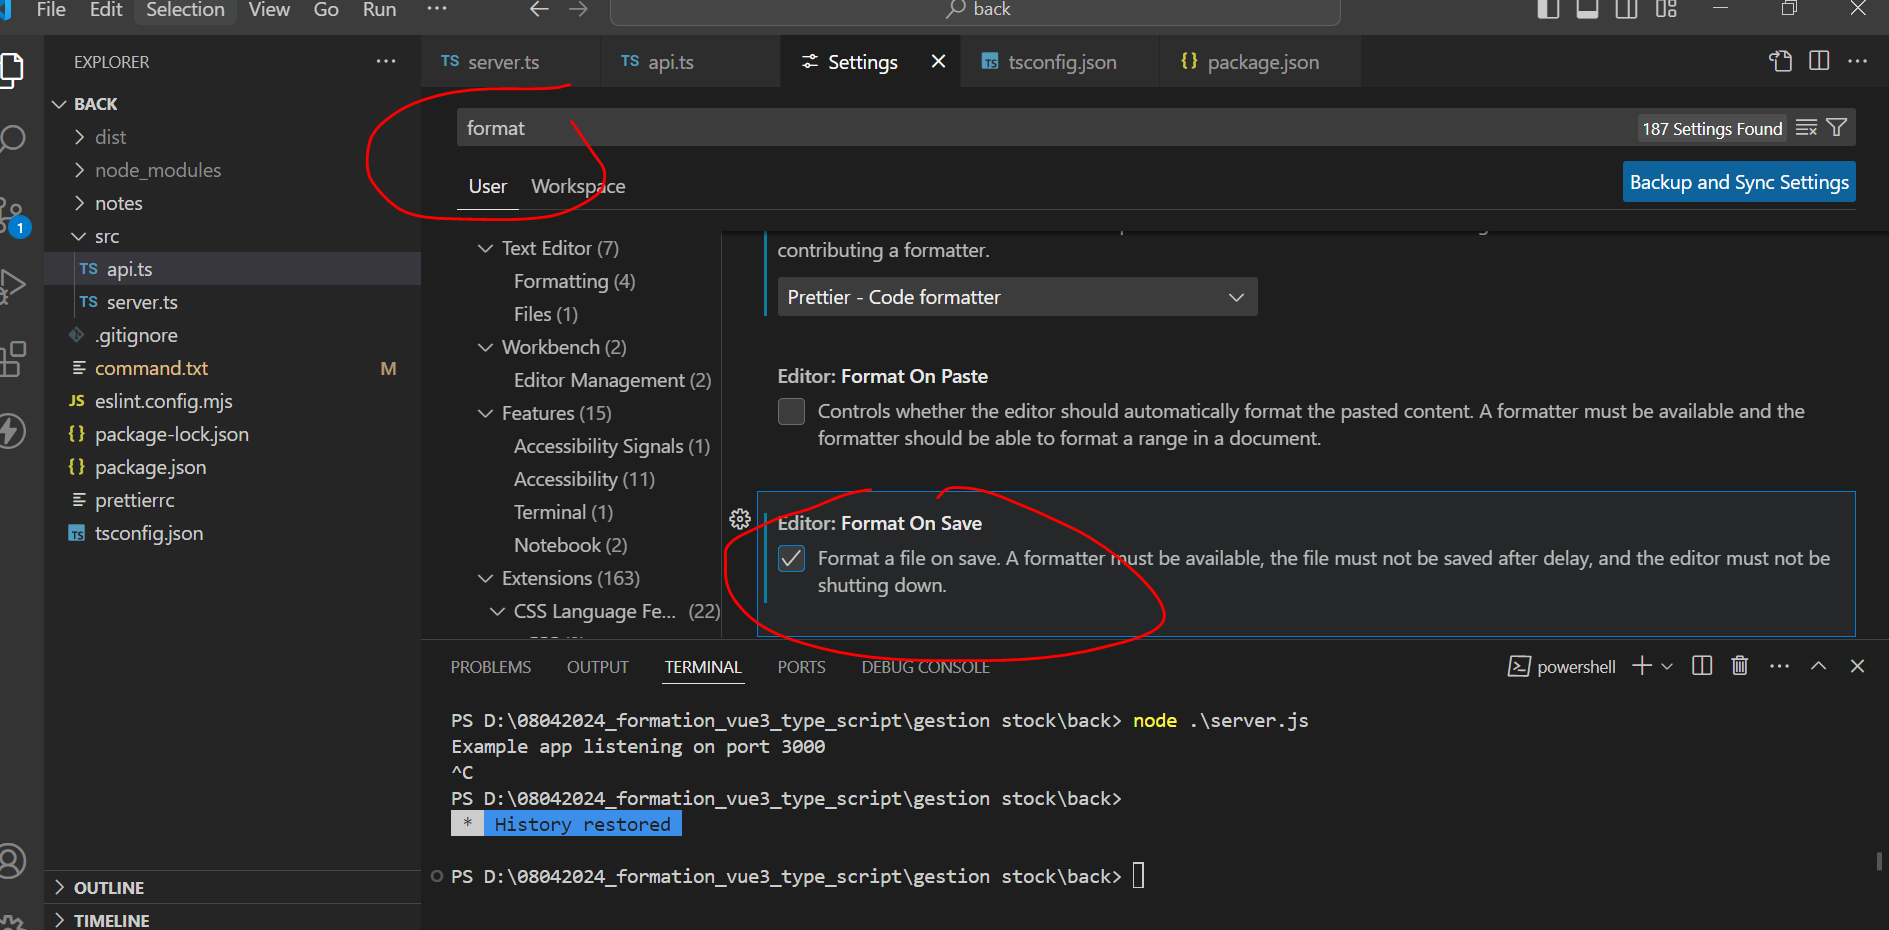 File Edit Selection View Go Run ··· back
EXPLORER ···
TS server.ts
TS api.ts
Settings
TS tsconfig.json
{} package.json
BACK
dist
node_modules
notes
src
TS api.ts
TS server.ts
.gitignore
command.txt M
JS eslint.config.mjs
{} package-lock.json
{} package.json
prettierrc
TS tsconfig.json
OUTLINE
TIMELINE
1
format
187 Settings Found
User Workspace
Backup and Sync Settings
Text Editor (7)
Formatting (4)
Files (1)
Workbench (2)
Editor Management (2)
Features (15)
Accessibility Signals (1)
Accessibility (11)
Terminal (1)
Notebook (2)
Extensions (163)
CSS Language Fe... (22)
contributing a formatter.
Prettier - Code formatter
Editor: Format On Paste
Controls whether the editor should automatically format the pasted content. A formatter must be available and the
formatter should be able to format a range in a document.
Editor: Format On Save
Format a file on save. A formatter must be available, the file must not be saved after delay, and the editor must not be
shutting down.
PROBLEMS OUTPUT TERMINAL PORTS DEBUG CONSOLE
powershell
PS D:\08042024_formation_vue3_type_script\gestion stock\back> node .\server.js
Example app listening on port 3000
^C
PS D:\08042024_formation_vue3_type_script\gestion stock\back>
* History restored
PS D:\08042024_formation_vue3_type_script\gestion stock\back>